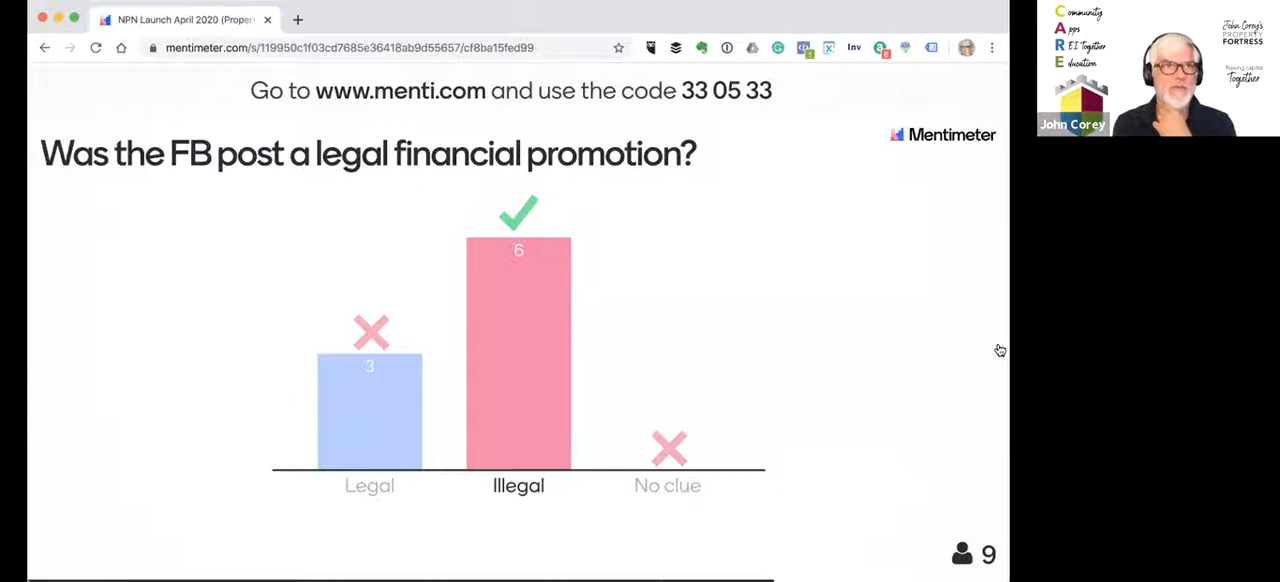 NPN Launch April 2020 (Proper
mentimeter.com/s/119950c1f03cd7685e36418ab9d55657/cf8ba15fed99
Inv
Go to www.menti.com and use the code 33 05 33
Mentimeter
Was the FB post a legal financial promotion?
6
3
Legal
Illegal
No clue
9
Community
Apps
REI Together
Education
John Corey's
PROPERTY
FORTRESS
Raising capital
Together
John Corey